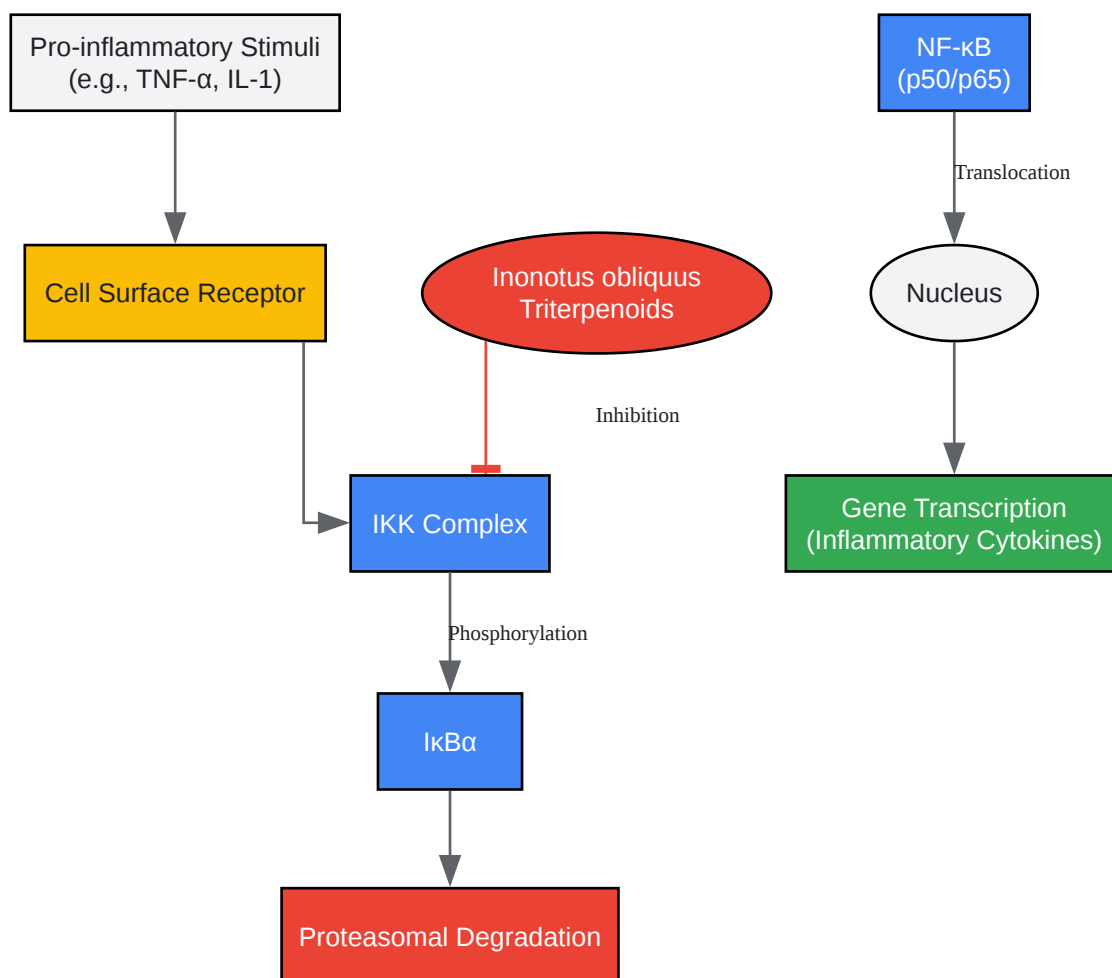 Pro-inflammatory Stimuli
(e.g., TNF-α, IL-1)
NF-κB
(p50/p65)
Translocation
Cell Surface Receptor
Inonotus obliquus
Triterpenoids
Nucleus
Inhibition
IKK Complex
Gene Transcription
(Inflammatory Cytokines)
Phosphorylation
IκBα
Proteasomal Degradation